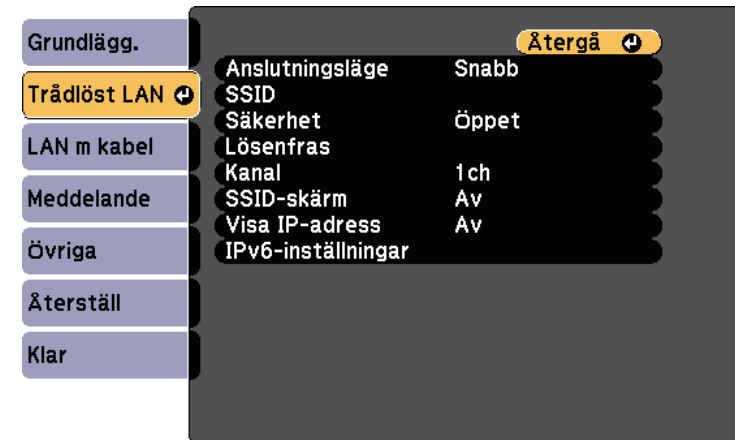 Grundlägg.
Trådlöst LAN
LAN m kabel
Meddelande
Övriga
Återställ
Klar
Återgå
Anslutningsläge Snabb
SSID
Säkerhet Öppet
Lösenfras
Kanal 1ch
SSID-skärm Av
Visa IP-adress Av
IPv6-inställningar